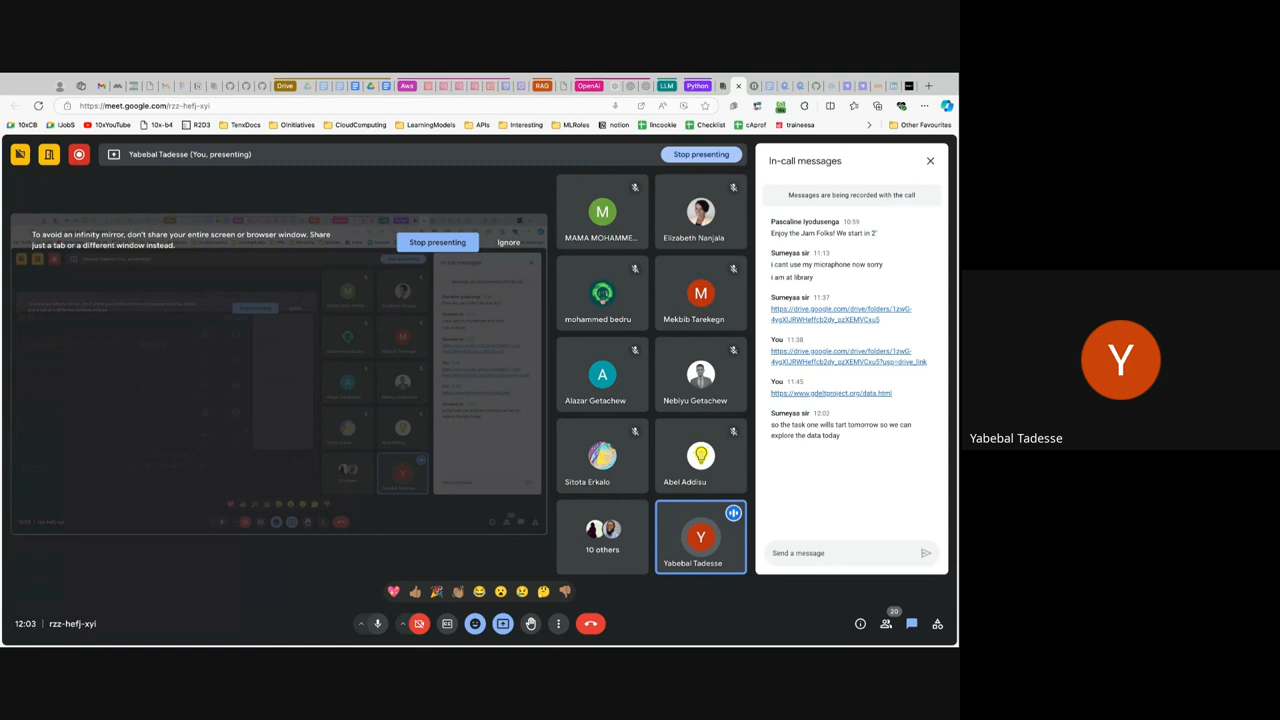 Drive
Aws
RAG
OpenAi
LLM
Python
https://meet.google.com/rzz-hefj-xyi
10xCB
IJobS
10xYouTube
10x-b4
R2D3
TenxDocs
OInitiatives
CloudComputing
LearningModels
APIs
Interesting
MLRoles
notion
lincookie
Checklist
cAprof
traineesa
Other Favourites
Yabebal Tadesse (You, presenting)
Stop presenting
To avoid an infinity mirror, don't share your entire screen or browser window. Share
just a tab or a different window instead.
Stop presenting
Ignore
M
MAMA MOHAMME...
Elizabeth Nanjala
mohammed bedru
M
Mekbib Tarekegn
A
Alazar Getachew
Nebiyu Getachew
Sitota Erkalo
Abel Addisu
10 others
Y
Yabebal Tadesse
In-call messages
Messages are being recorded with the call
Pascaline Iyodusenga 10:59
Enjoy the Jam Folks! We start in 2'
Sumeyaa sir 11:13
i cant use my micraphone now sorry
i am at library
Sumeyaa sir 11:37
https://drive.google.com/drive/folders/1zwG-
You 11:38
https://drive.google.com/drive/folders/1zwG-
You 11:45
https://www.gdeltproject.org/data.html
Sumeyaa sir 12:02
so the task one wills tart tomorrow so we can
explore the data today
Send a message
12:03 | rzz-hefj-xyi
20
Y
Yabebal Tadesse